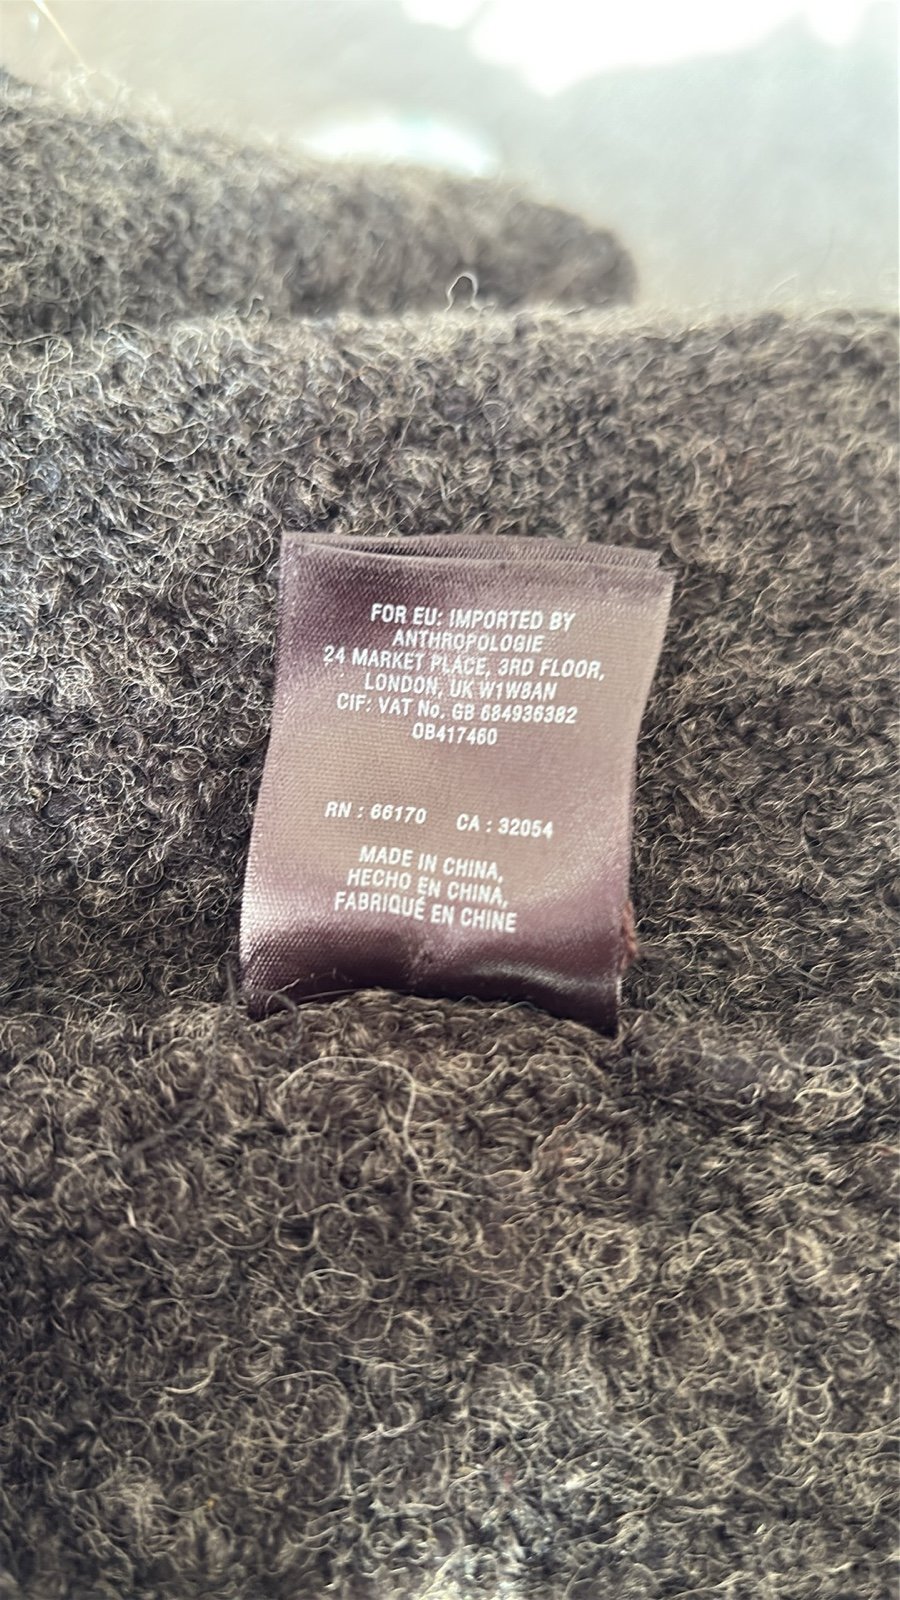 FOR EU: IMPORTED BY
ANTHROPOLOGIE
24 MARKET PLACE, 3RD FLOOR,
LONDON, UK W1W8AN
CIF: VAT No. GB 684936382
OB417460
RN : 66170 CA : 32054
MADE IN CHINA,
HECHO EN CHINA,
FABRIQUÉ EN CHINE